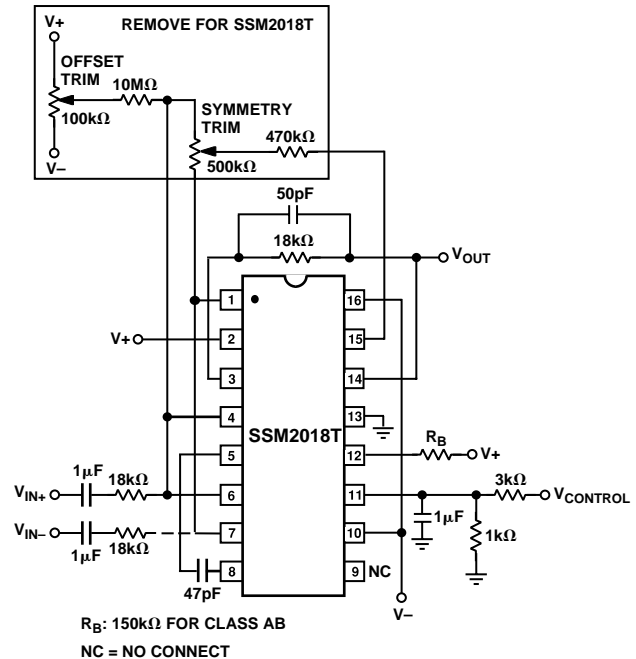 V+
REMOVE FOR SSM2018T
OFFSET
TRIM
10MΩ
100kΩ
SYMMETRY
TRIM
470kΩ
500kΩ
V–
50pF
18kΩ
VOUT
1
16
V+
2
15
3
14
4
13
SSM2018T
5
12
RB
V+
1μF
18kΩ
VIN+
6
11
3kΩ
VCONTROL
VIN–
1μF
18kΩ
7
10
1μF
1kΩ
47pF
8
9
NC
V–
RB: 150kΩ FOR CLASS AB
NC = NO CONNECT